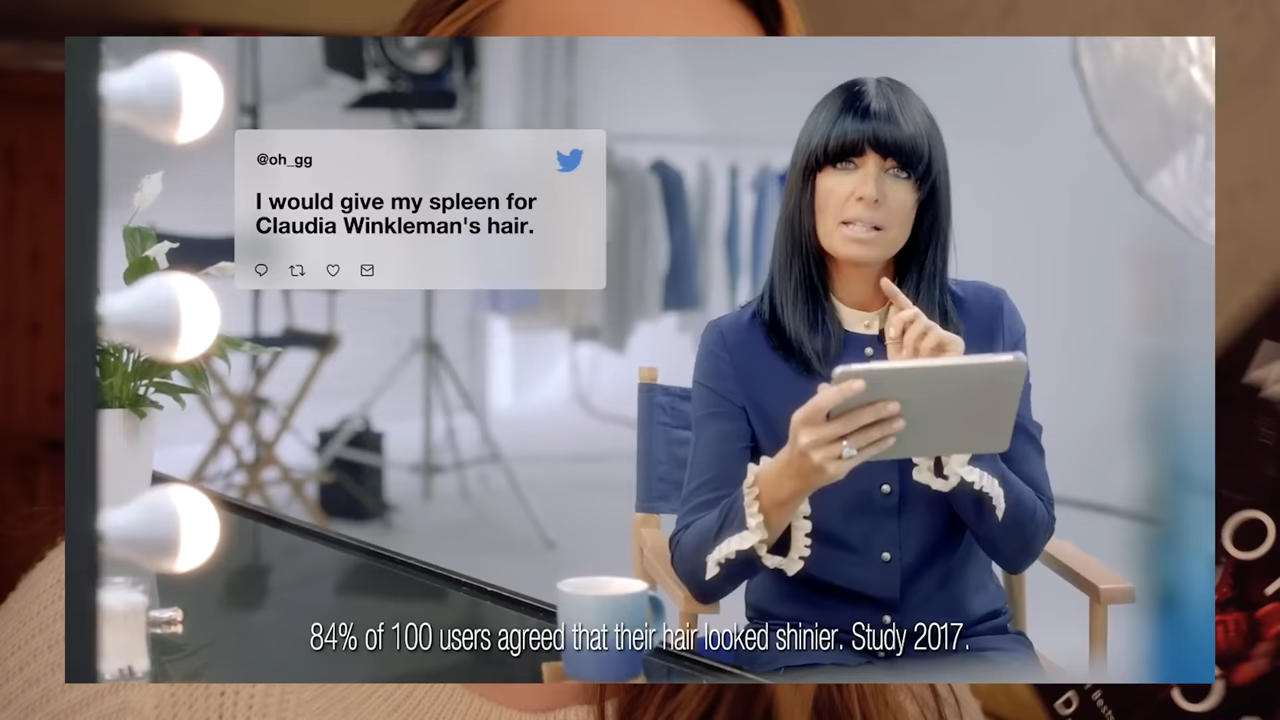 @oh_gg
I would give my spleen for
Claudia Winkleman's hair.
84% of 100 users agreed that their hair looked shinier. Study 2017.